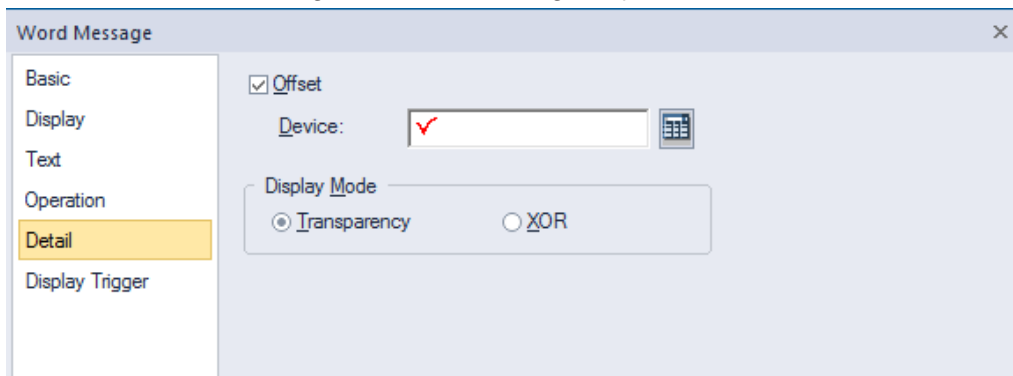 Word Message
Basic
Display
Text
Operation
Detail
Display Trigger
Offset
Device:
Display Mode
Transparency
XOR